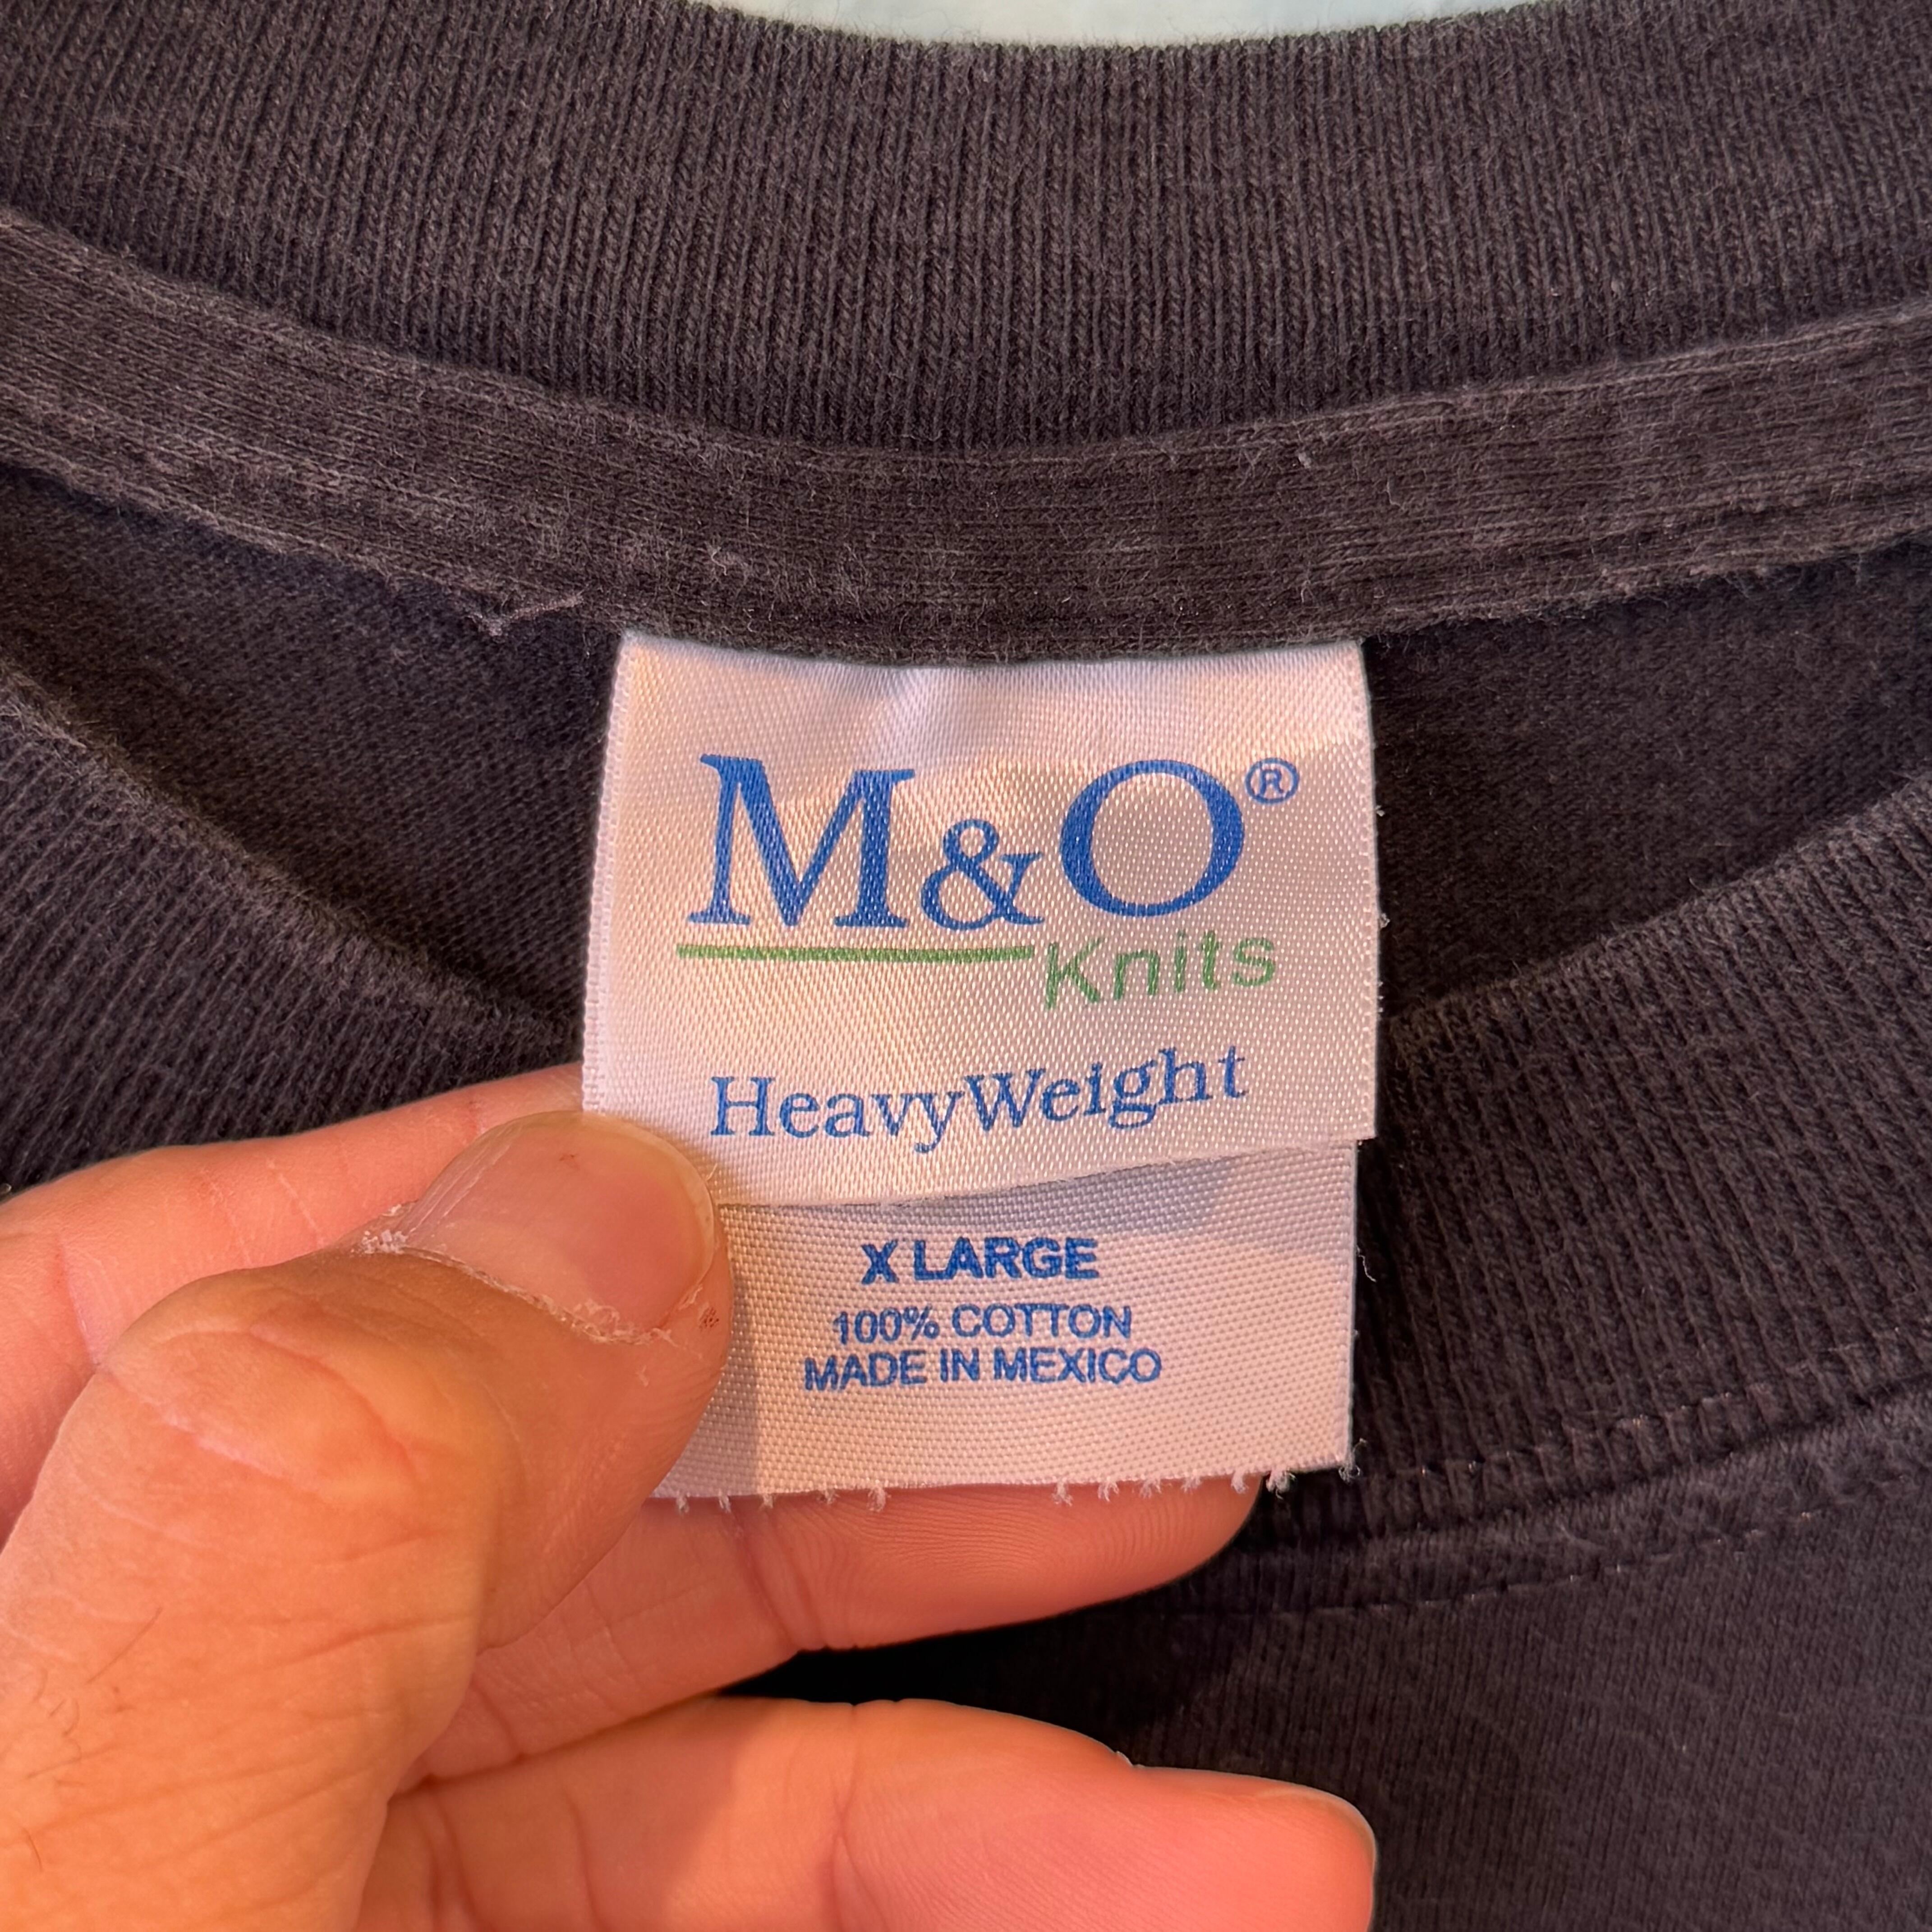 M&O®
Knits
HeavyWeight
X LARGE
100% COTTON
MADE IN MEXICO